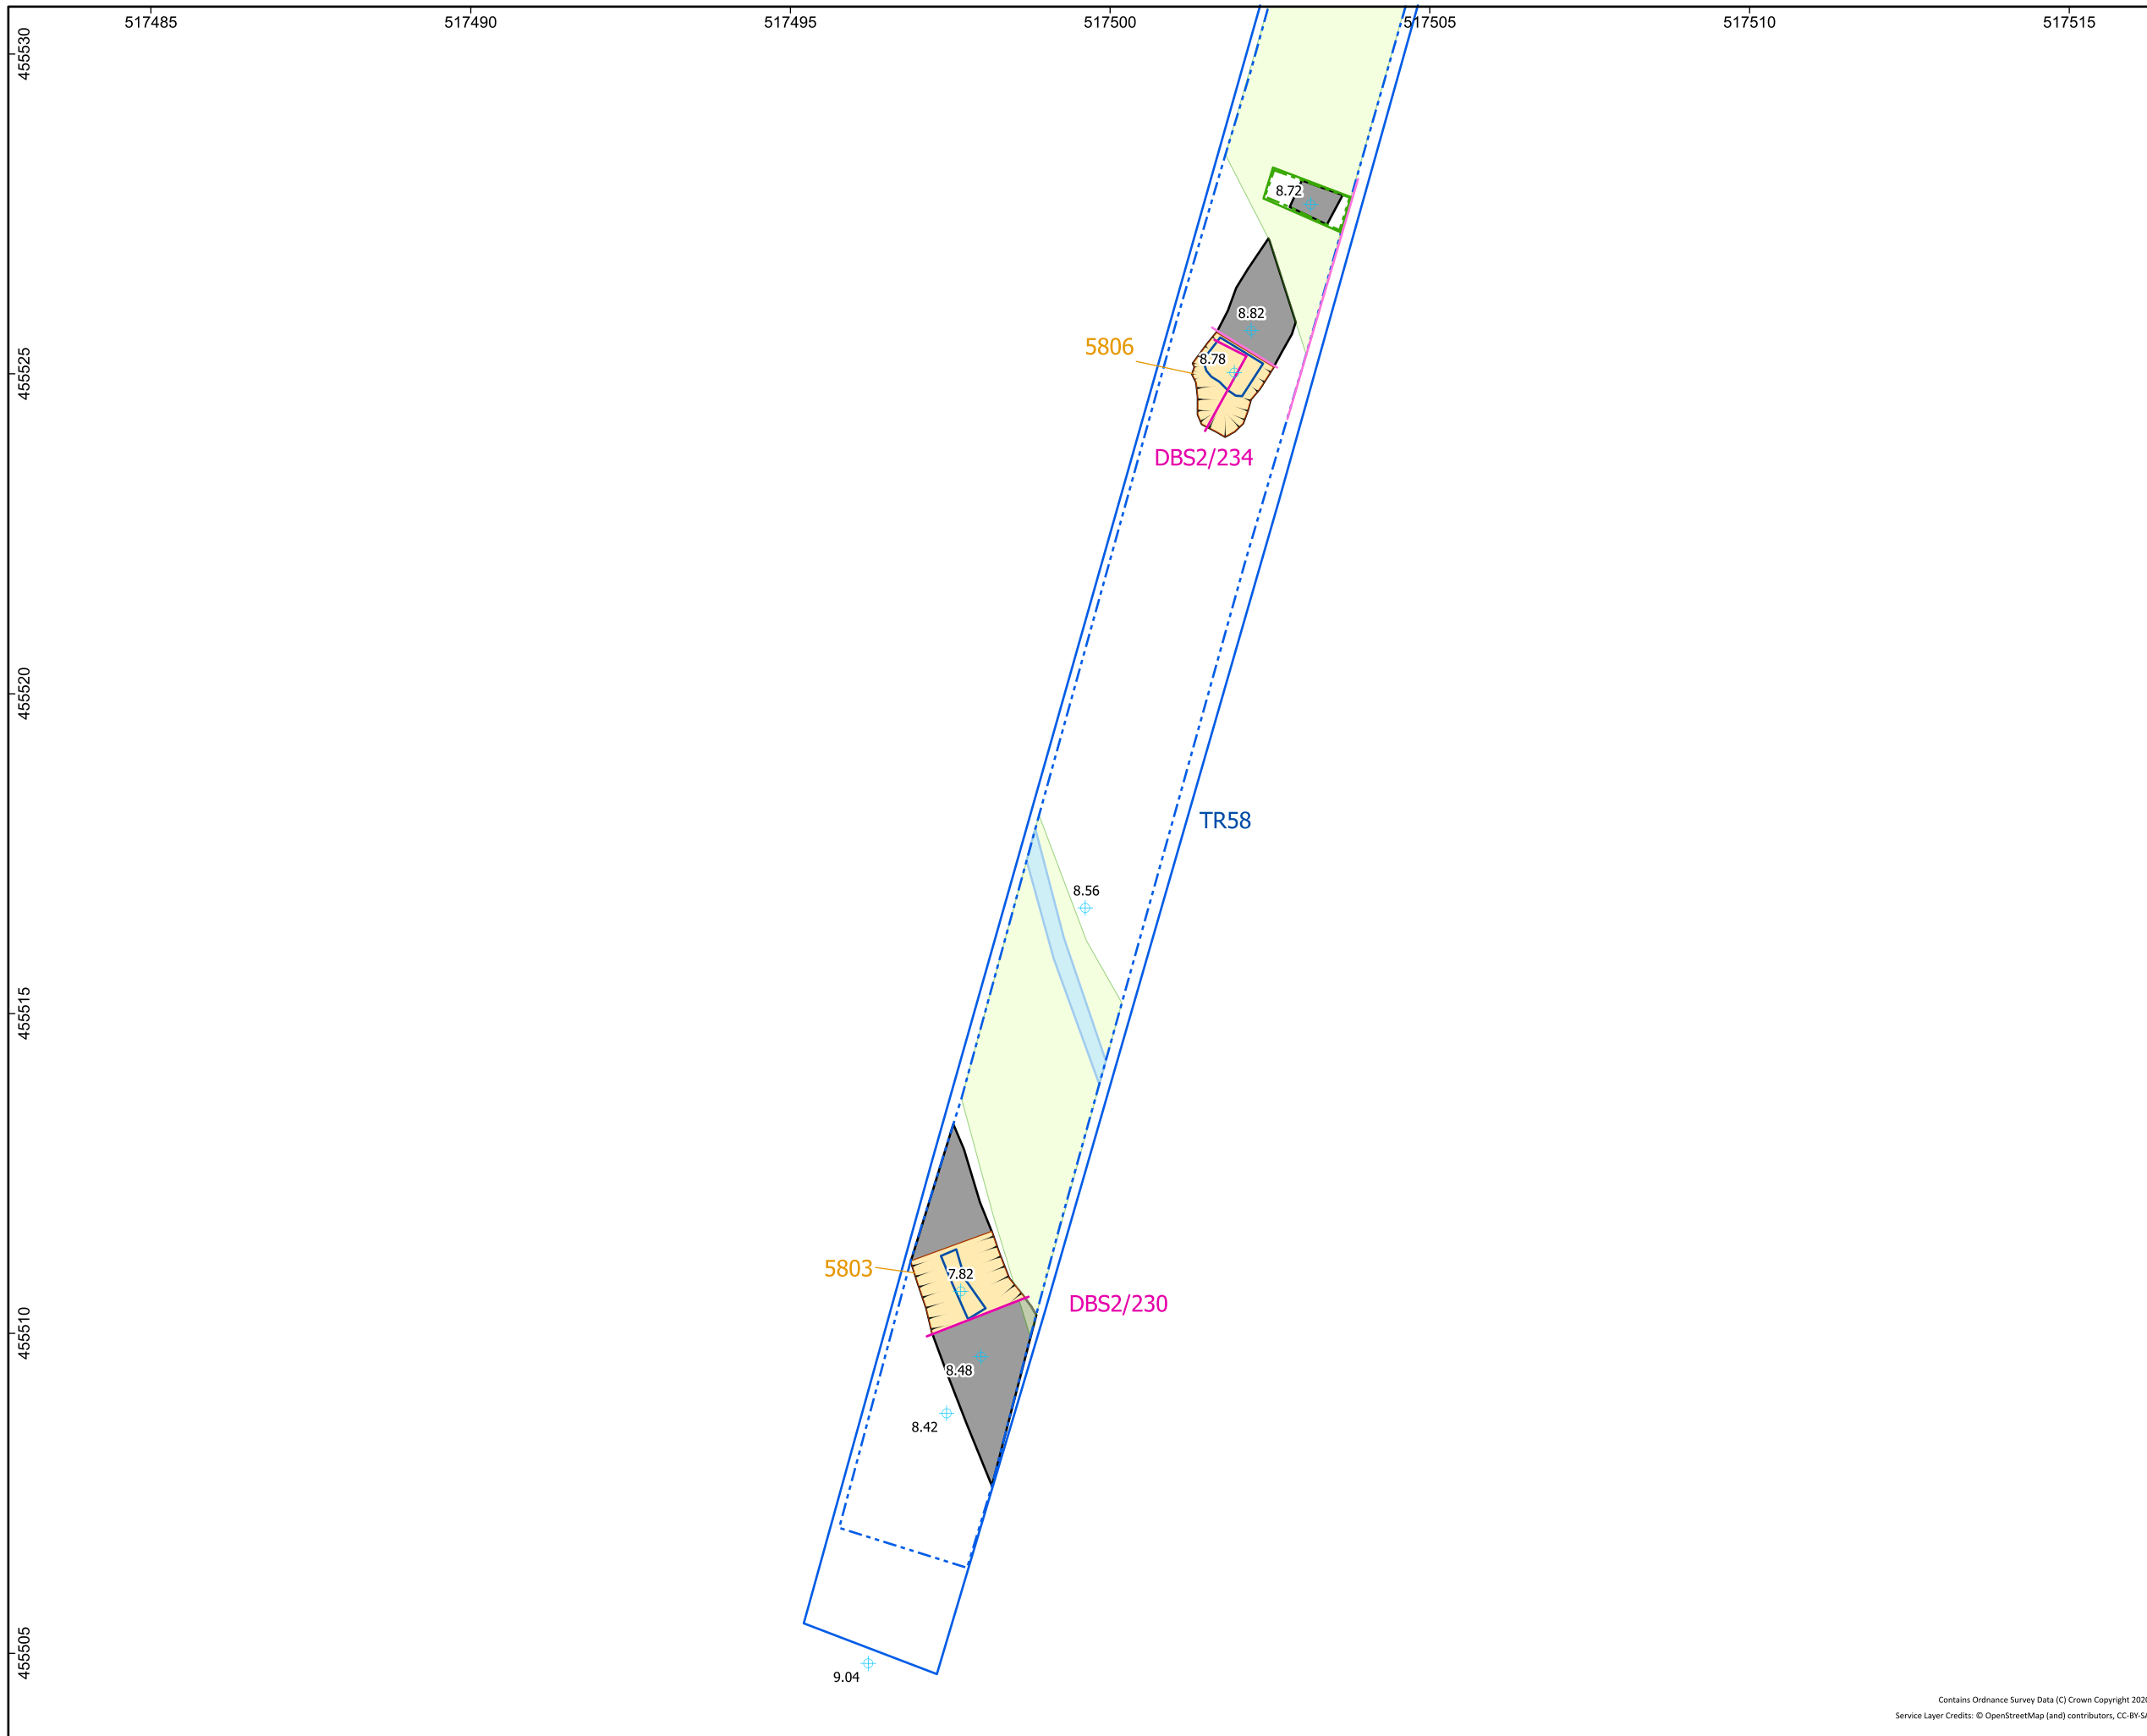 517485 517490 517495 517500 517505 517510 517515
455530
8.72
8.82
5806
455525
8.78
DBS2/234
455520
TR58
8.56
455515
5803
7.82
DBS2/230
455510
8.48
8.42
455505
9.04
Contains Ordnance Survey Data (C) Crown Copyright 2020
Service Layer Credits: © OpenStreetMap (and) contributors, CC-BY-SA